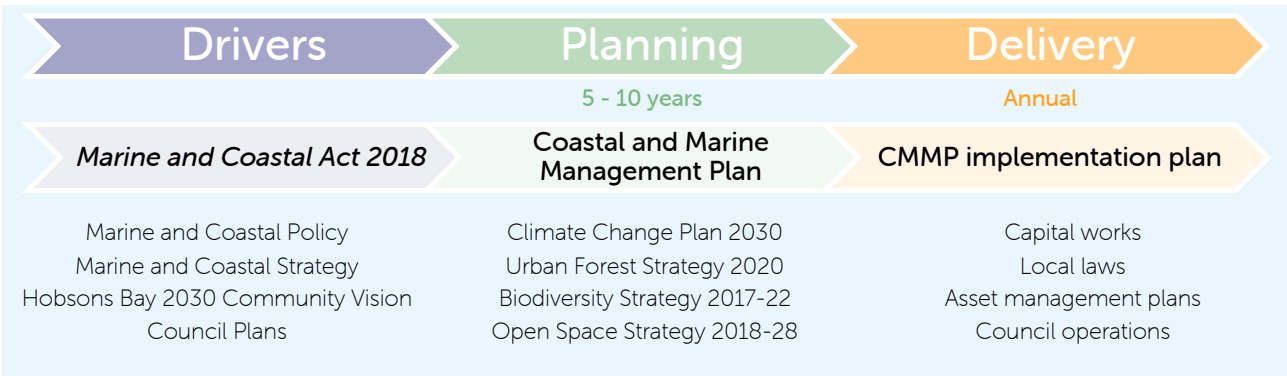 Drivers
Planning
Delivery
5 - 10 years
Annual
Marine and Coastal Act 2018
Coastal and Marine
Management Plan
CMMP implementation plan
Marine and Coastal Policy
Marine and Coastal Strategy
Hobsons Bay 2030 Community Vision
Council Plans
Climate Change Plan 2030
Urban Forest Strategy 2020
Biodiversity Strategy 2017-22
Open Space Strategy 2018-28
Capital works
Local laws
Asset management plans
Council operations